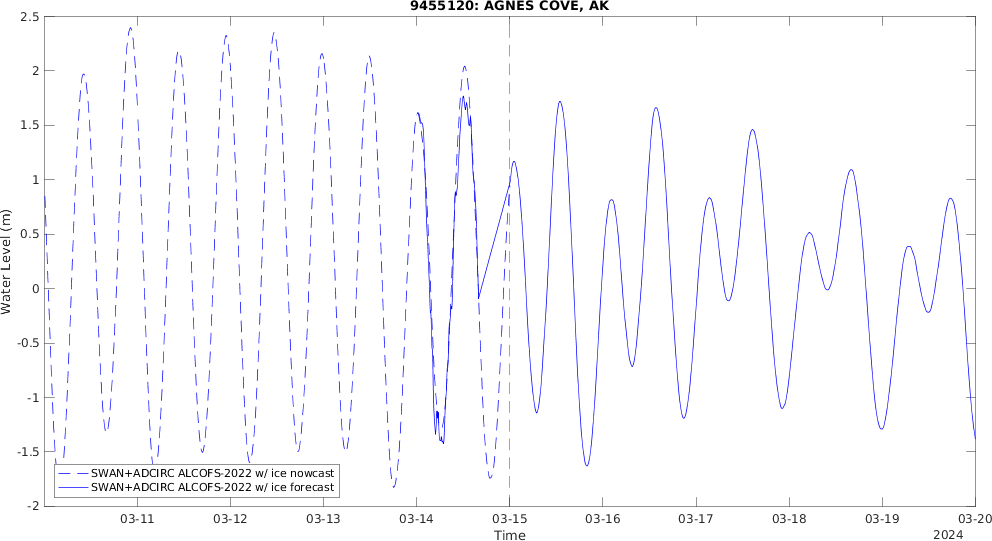 9455120: AGNES COVE, AK
2.5
2
1.5
1
0.5
0
-0.5
-1
-1.5
-2
Water Level (m)
SWAN+ADCIRC ALCOFS-2022 w/ ice nowcast
SWAN+ADCIRC ALCOFS-2022 w/ ice forecast
03-11 03-12 03-13 03-14 03-15 03-16 03-17 03-18 03-19 03-20
Time
2024